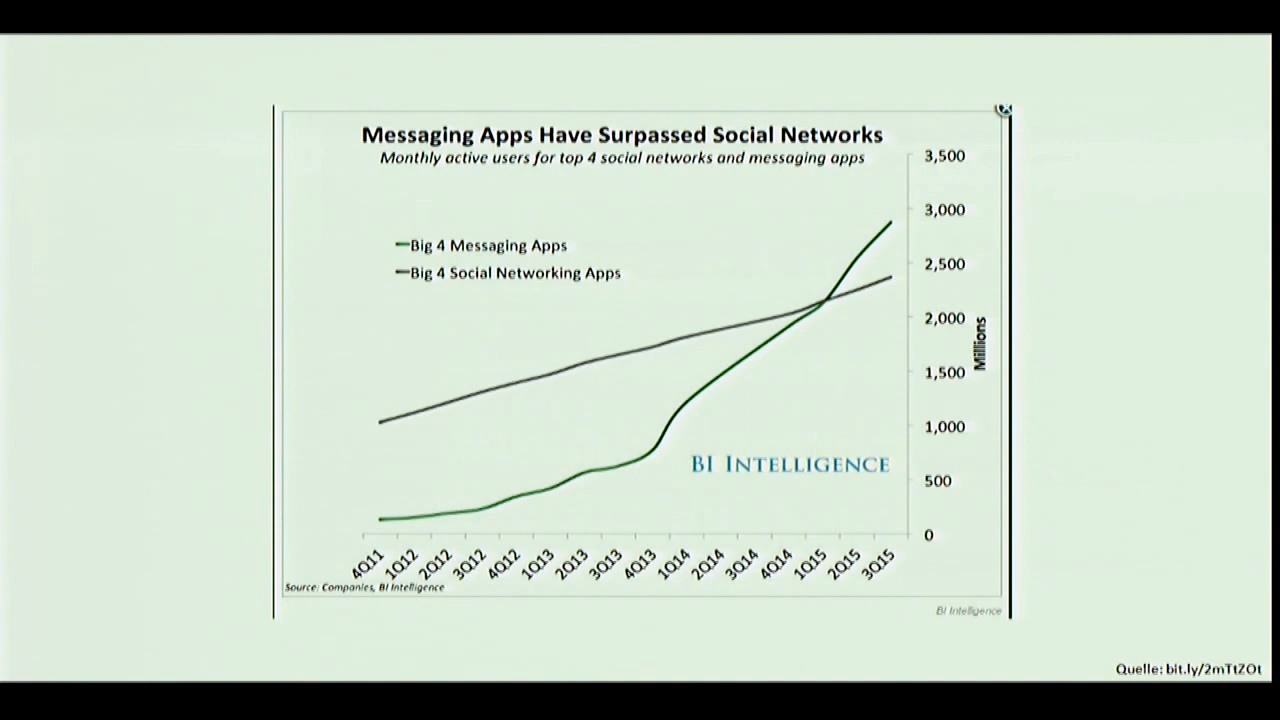 Messaging Apps Have Surpassed Social Networks
Monthly active users for top 4 social networks and messaging apps
3,500
3,000
2,500
2,000
1,500
1,000
500
0
Millions
Big 4 Messaging Apps
Big 4 Social Networking Apps
BI INTELLIGENCE
4Q11 1Q12 2Q12 3Q12 4Q12 1Q13 2Q13 3Q13 4Q13 1Q14 2Q14 3Q14 4Q14 1Q15 2Q15 3Q15
Source: Companies, BI Intelligence
BI Intelligence
Quelle: bit.ly/2mTtZOt